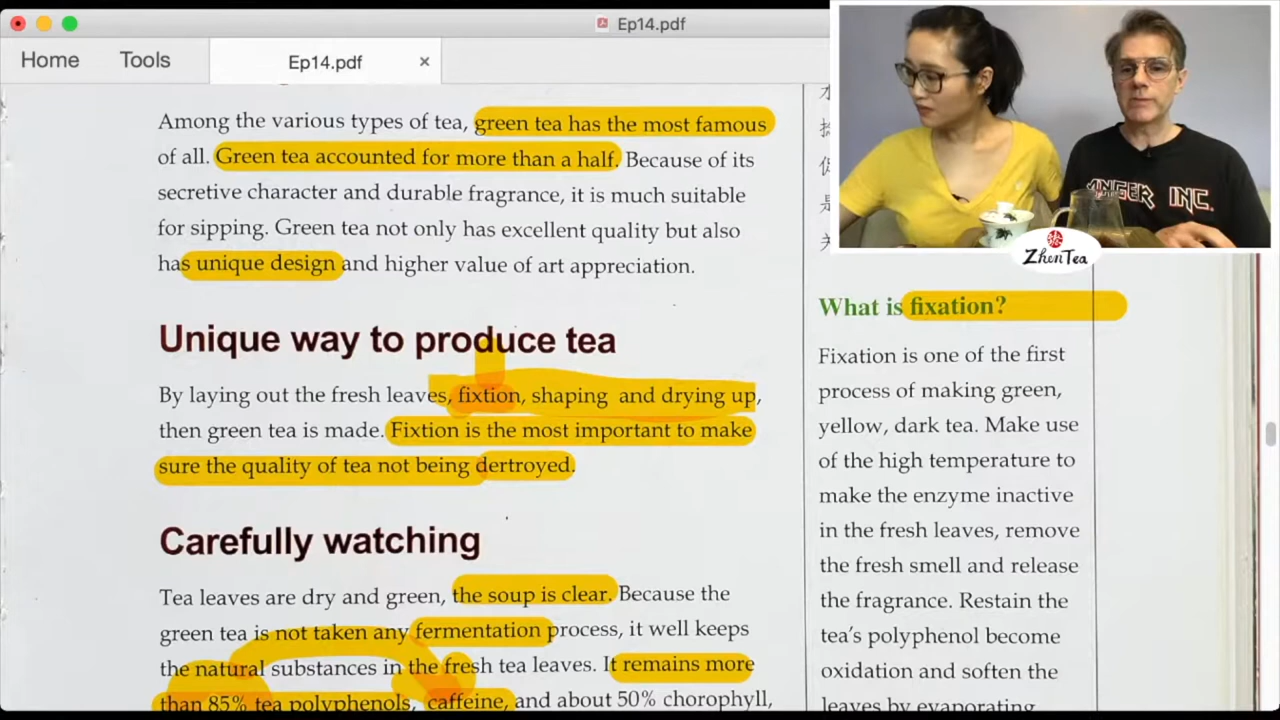 Ep14.pdf
Home
Tools
Ep14.pdf
×
Among the various types of tea, green tea has the most famous
of all. Green tea accounted for more than a half. Because of its
secretive character and durable fragrance, it is much suitable
for sipping. Green tea not only has excellent quality but also
has unique design and higher value of art appreciation.
Unique way to produce tea
By laying out the fresh leaves, fixtion, shaping and drying up,
then green tea is made. Fixtion is the most important to make
sure the quality of tea not being dertroyed.
Carefully watching
Tea leaves are dry and green, the soup is clear. Because the
green tea is not taken any fermentation process, it well keeps
the natural substances in the fresh tea leaves. It remains more
than 85% tea polyphenols, caffeine, and about 50% chorophyll,
What is fixation?
Fixation is one of the first
process of making green,
yellow, dark tea. Make use
of the high temperature to
make the enzyme inactive
in the fresh leaves, remove
the fresh smell and release
the fragrance. Restain the
tea's polyphenol become
oxidation and soften the
leaves by evaporating
ANGER INC.
ZhenTea